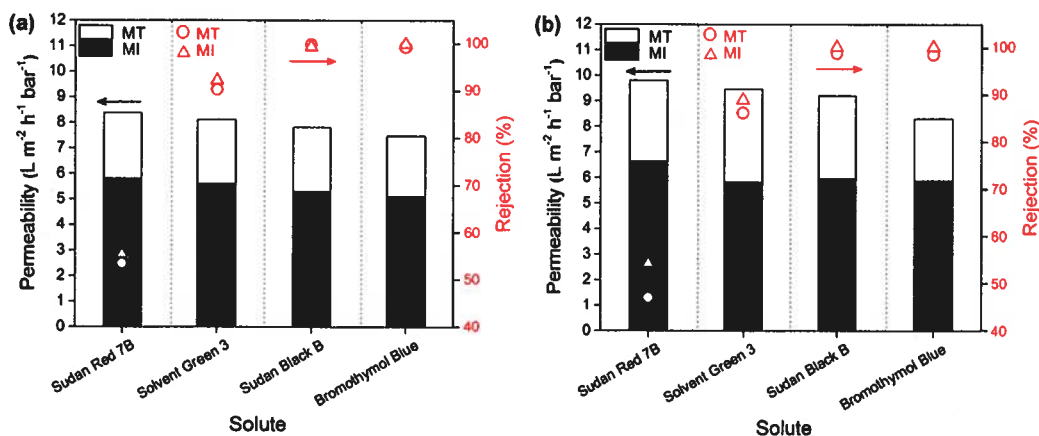 (a)
MT
MI
MT
MI
Permeability (L m⁻² h⁻¹ bar⁻¹)
12
11
10
9
8
7
6
5
4
3
2
1
0
100
90
80
70
60
50
40
Rejection (%)
Sudan Red 7B
Solvent Green 3
Sudan Black B
Bromothymol Blue
Solute
(b)
MT
MI
MT
MI
Permeability (L m⁻² h⁻¹ bar⁻¹)
12
11
10
9
8
7
6
5
4
3
2
1
0
100
90
80
70
60
50
40
Rejection (%)
Sudan Red 7B
Solvent Green 3
Sudan Black B
Bromothymol Blue
Solute